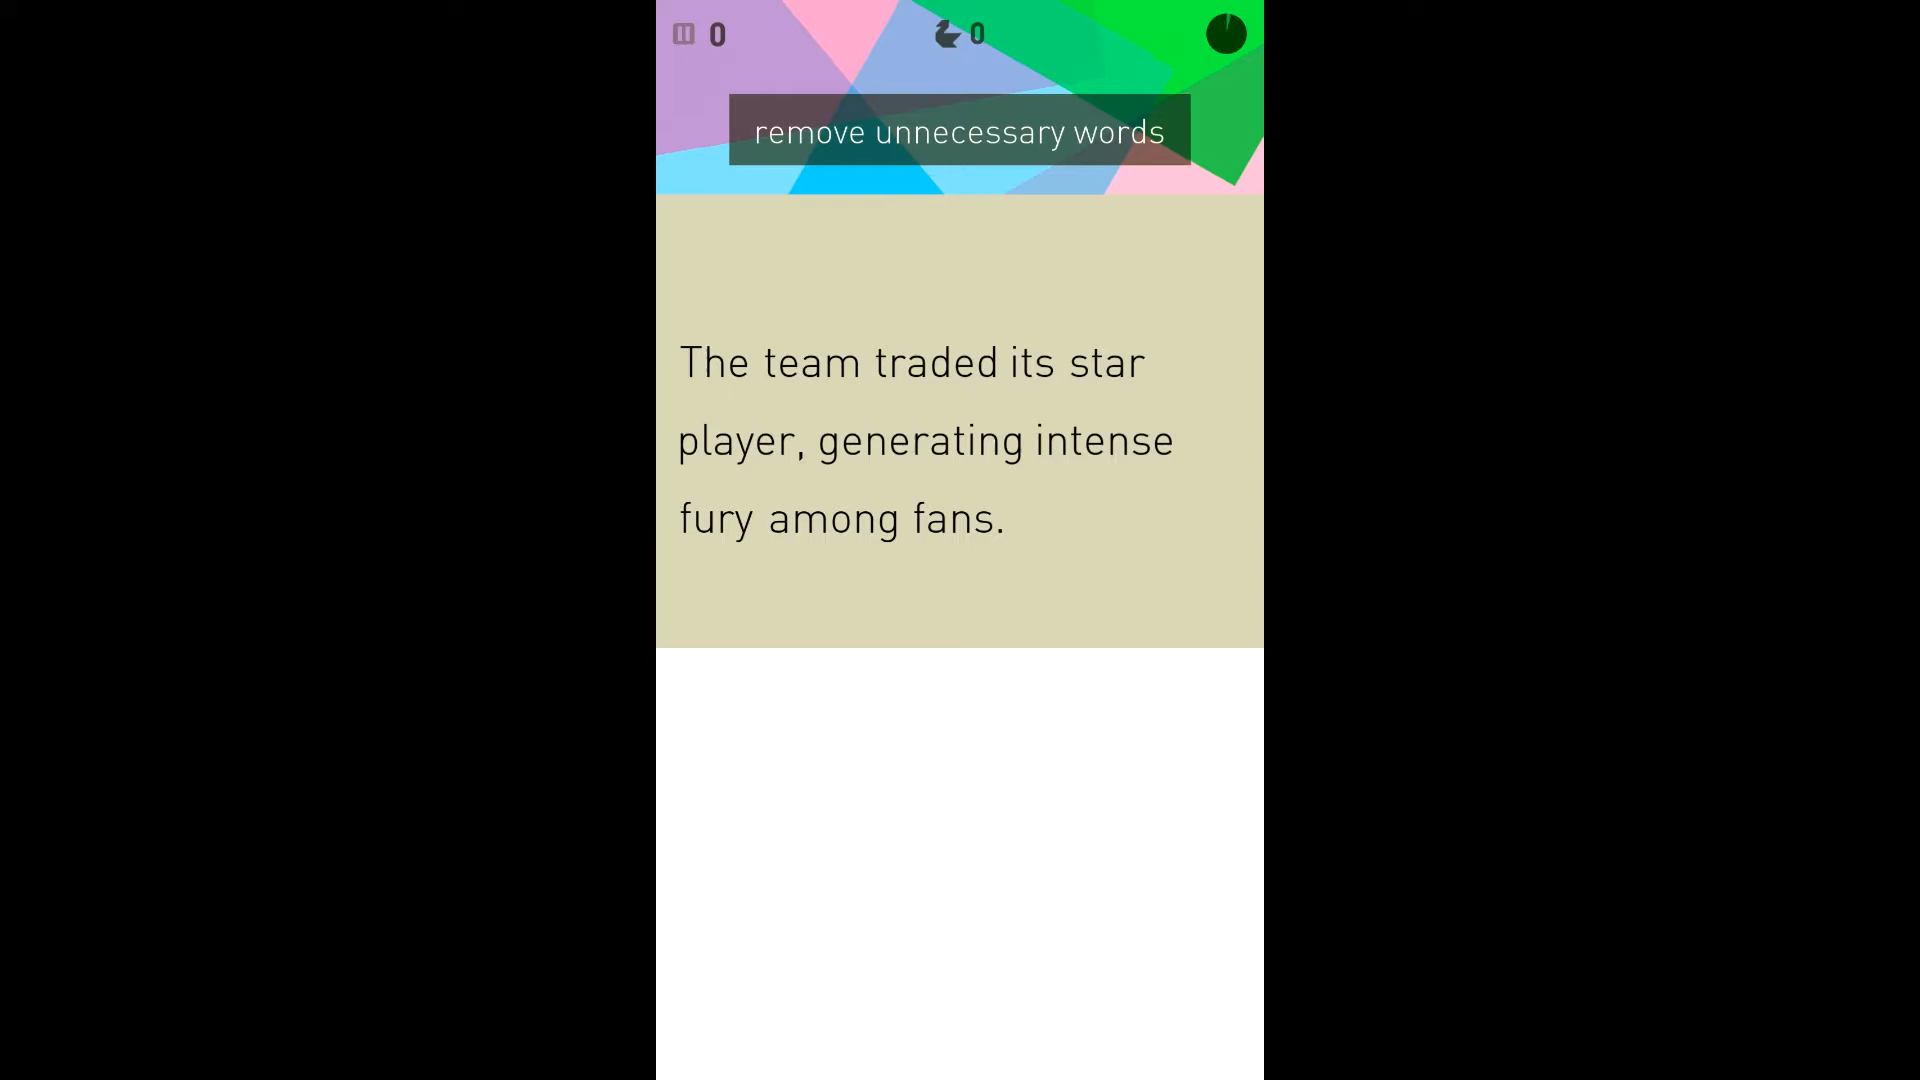 0
0
remove unnecessary words
The team traded its star
player, generating intense
fury among fans.